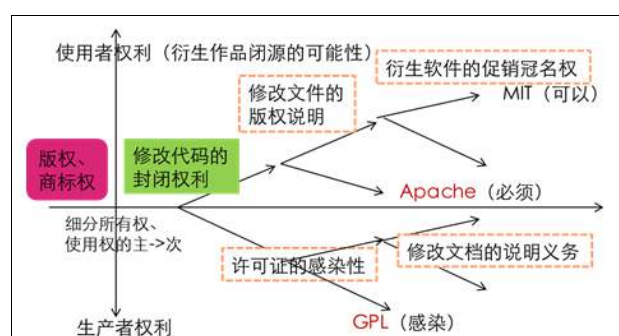 使用者权利（衍生作品闭源的可能性）
衍生软件的促销冠名权
MIT（可以）
修改文件的
版权说明
版权、
商标权
修改代码的
封闭权利
Apache（必须）
细分所有权、
使用权的主->次
许可证的感染性
修改文档的说明义务
GPL（感染）
生产者权利